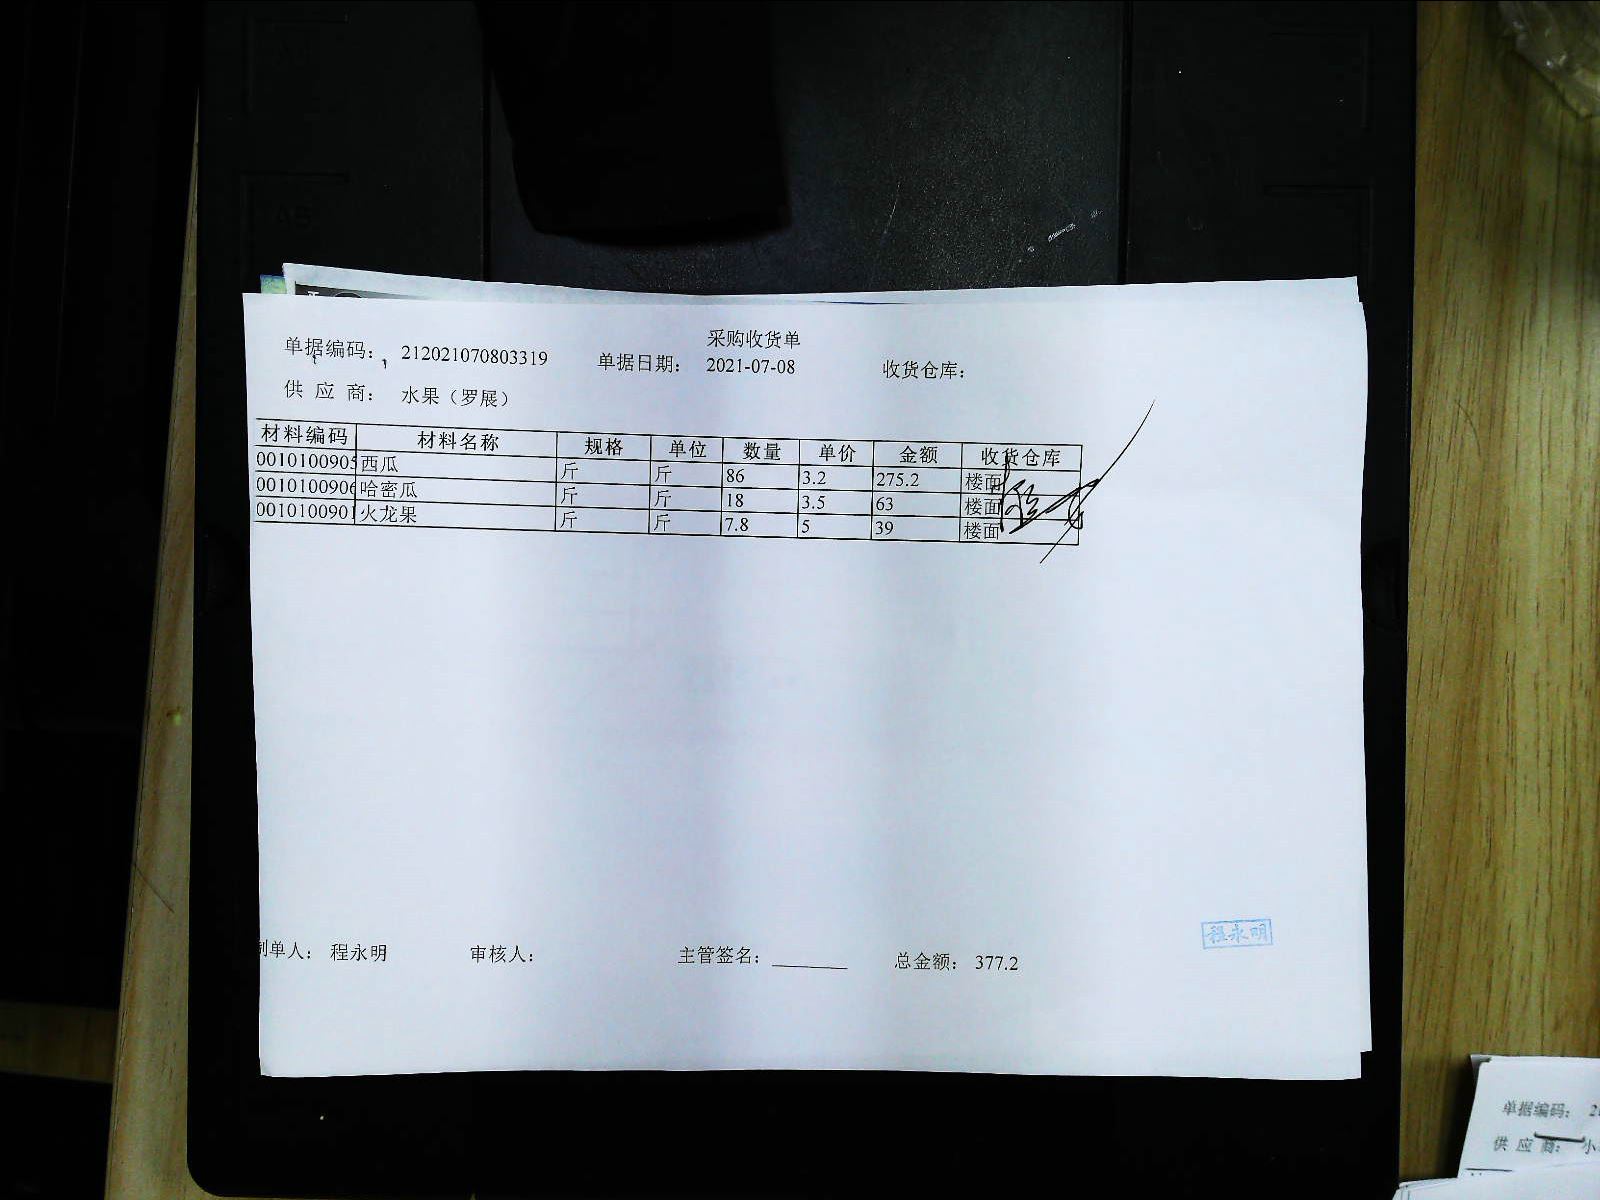 采购收货单
单据编码： 212021070803319 单据日期： 2021-07-08 收货仓库：
供 应 商： 水果（罗展）
材料编码 材料名称 规格 单位 数量 单价 金额 收货仓库
0010100905 西瓜 斤 斤 86 3.2 275.2 楼面
0010100906 哈密瓜 斤 斤 18 3.5 63 楼面
0010100901 火龙果 斤 斤 7.8 5 39 楼面
制单人： 程永明 审核人： 主管签名： 总金额： 377.2
程永明
单据编码： 2
供 应 商： 小
A5